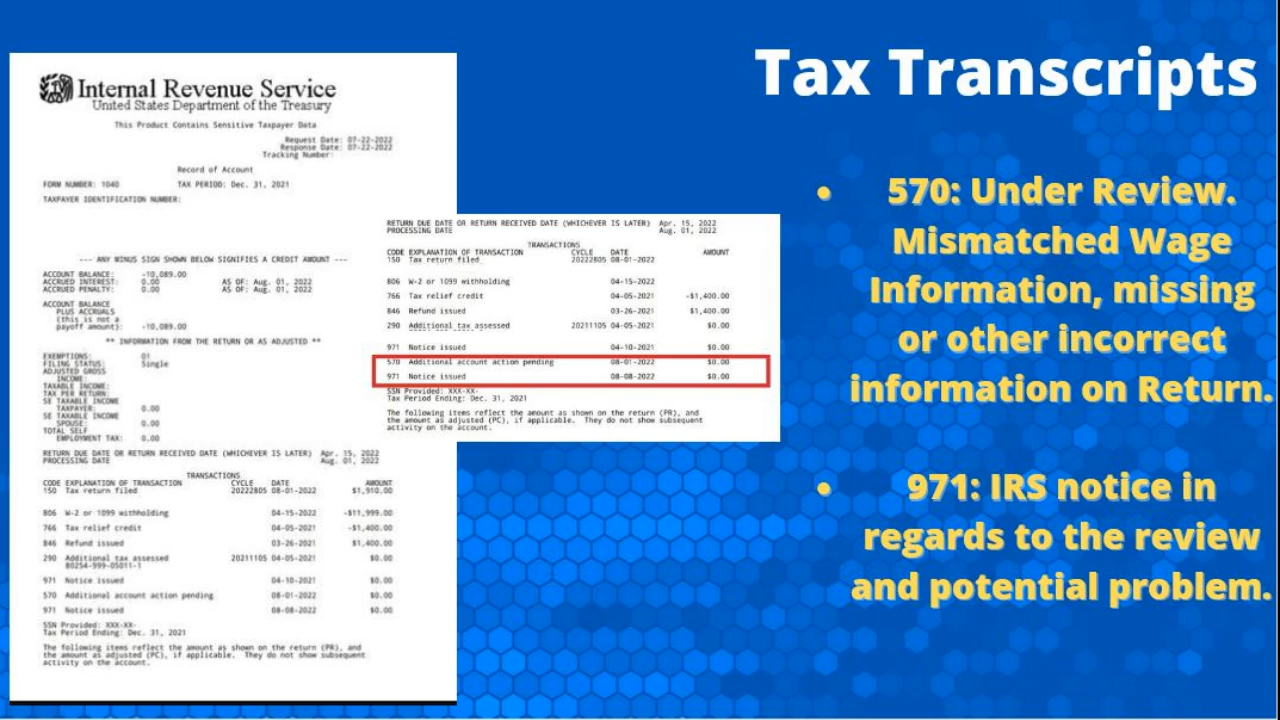 Internal Revenue Service
United States Department of the Treasury
This Product Contains Sensitive Taxpayer Data
Request Date: 07-22-2022
Response Date: 07-22-2022
Tracking Number:
Record of Account
FORM NUMBER: 1040 TAX PERIOD: Dec. 31, 2021
TAXPAYER IDENTIFICATION NUMBER:
--- ANY MINUS SIGN SHOWN BELOW SIGNIFIES A CREDIT AMOUNT ---
ACCOUNT BALANCE: -10,089.00
ACCRUED INTEREST: 0.00 AS OF: Aug. 01, 2022
ACCRUED PENALTY: 0.00 AS OF: Aug. 01, 2022
ACCOUNT BALANCE
PLUS ACCRUALS
(this is not a
payoff amount): -10,089.00
** INFORMATION FROM THE RETURN OR AS ADJUSTED **
EXEMPTIONS: 01
FILING STATUS: Single
ADJUSTED GROSS
INCOME:
TAXABLE INCOME:
TAX PER RETURN:
SE TAXABLE INCOME
TAXPAYER: 0.00
SE TAXABLE INCOME
SPOUSE: 0.00
TOTAL SELF
EMPLOYMENT TAX: 0.00
RETURN DUE DATE OR RETURN RECEIVED DATE (WHICHEVER IS LATER) Apr. 15, 2022
PROCESSING DATE Aug. 01, 2022
TRANSACTIONS
CODE EXPLANATION OF TRANSACTION CYCLE DATE AMOUNT
150 Tax return filed 20222805 08-01-2022 $1,910.00
806 W-2 or 1099 withholding 04-15-2022 -$11,999.00
766 Tax relief credit 04-05-2021 -$1,400.00
846 Refund issued 03-26-2021 $1,400.00
290 Additional tax assessed 20211105 04-05-2021 $0.00
80254-999-05011-1
971 Notice issued 04-10-2021 $0.00
570 Additional account action pending 08-01-2022 $0.00
971 Notice issued 08-08-2022 $0.00
SSN Provided: XXX-XX-
Tax Period Ending: Dec. 31, 2021
The following items reflect the amount as shown on the return (PR), and
the amount as adjusted (PC), if applicable. They do not show subsequent
activity on the account.
RETURN DUE DATE OR RETURN RECEIVED DATE (WHICHEVER IS LATER) Apr. 15, 2022
PROCESSING DATE Aug. 01, 2022
TRANSACTIONS
CODE EXPLANATION OF TRANSACTION CYCLE DATE AMOUNT
150 Tax return filed 20222805 08-01-2022
806 W-2 or 1099 withholding 04-15-2022
766 Tax relief credit 04-05-2021 -$1,400.00
846 Refund issued 03-26-2021 $1,400.00
290 Additional tax assessed 20211105 04-05-2021 $0.00
971 Notice issued 04-10-2021 $0.00
570 Additional account action pending 08-01-2022 $0.00
971 Notice issued 08-08-2022 $0.00
SSN Provided: XXX-XX-
Tax Period Ending: Dec. 31, 2021
The following items reflect the amount as shown on the return (PR), and
the amount as adjusted (PC), if applicable. They do not show subsequent
activity on the account.
Tax Transcripts
• 570: Under Review.
Mismatched Wage
Information, missing
or other incorrect
information on Return.
• 971: IRS notice in
regards to the review
and potential problem.